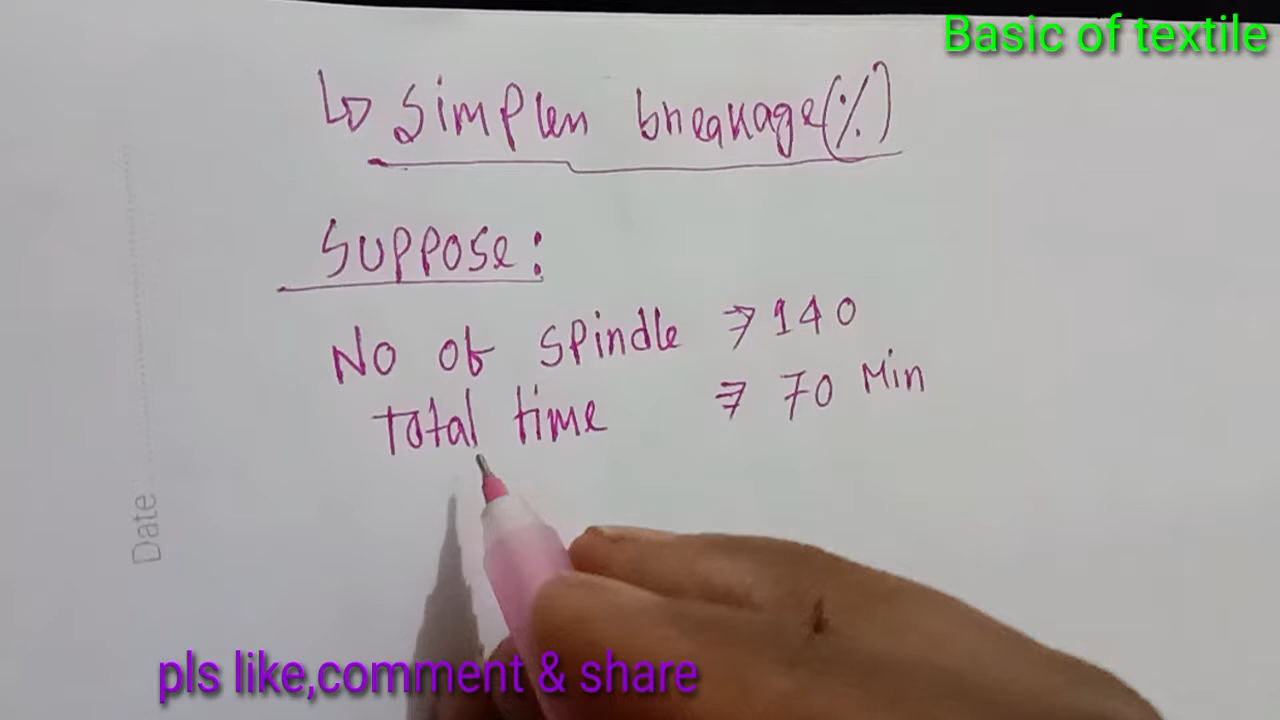 Basic of textile
↳ Simplex breakage(%)
Suppose:
No of spindle ⇒ 140
Total time ⇒ 70 Min
Date
pls like,comment & share